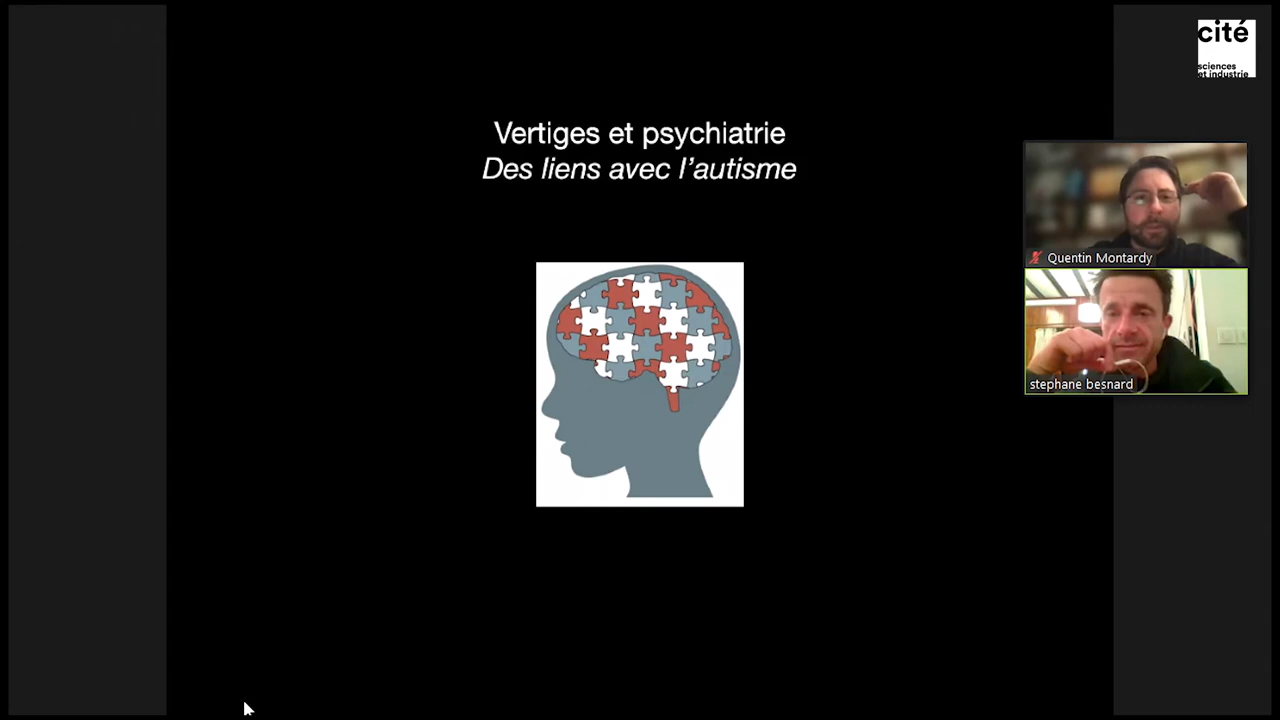 Vertiges et psychiatrie
Des liens avec l'autisme
cité
sciences
et industrie
Quentin Montardy
stephane besnard